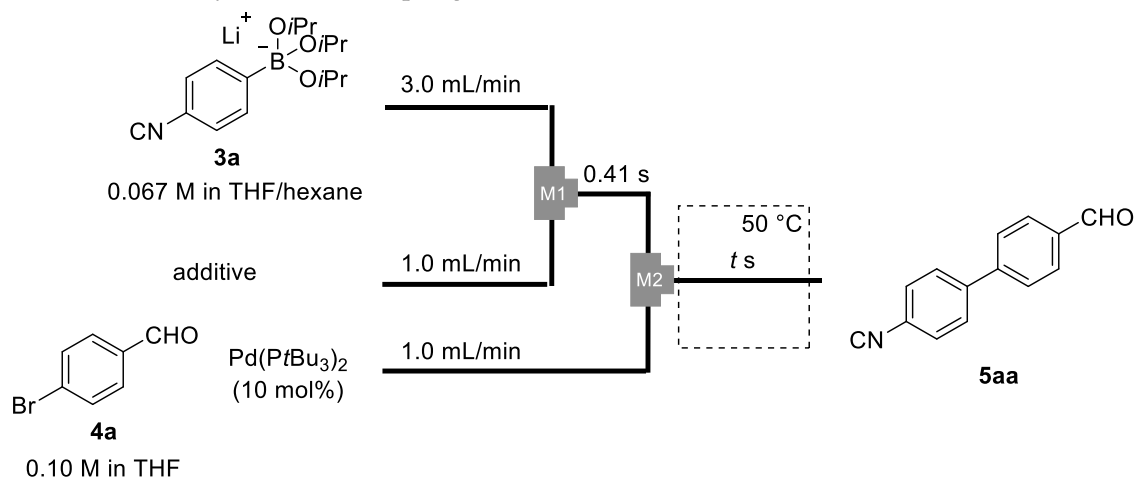 Li+
OiPr
B−
OiPr
OiPr
CN
3a
0.067 M in THF/hexane
3.0 mL/min
M1
0.41 s
additive
1.0 mL/min
50 °C
t s
M2
CHO
Br
4a
0.10 M in THF
Pd(PtBu3)2
(10 mol%)
1.0 mL/min
CHO
CN
5aa